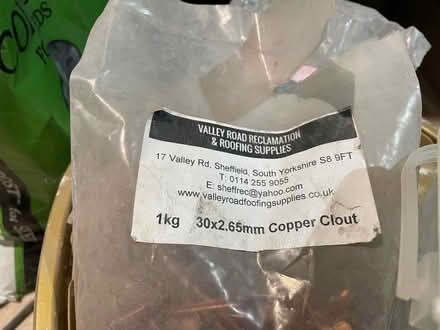 VALLEY ROAD RECLAMATION
& ROOFING SUPPLIES
17 Valley Rd. Sheffield, South Yorkshire S8 9FT
T: 0114 255 9055
E: sheffrec@yahoo.com
www.valleyroadroofingsupplies.co.uk
1kg 30x2.65mm Copper Clout